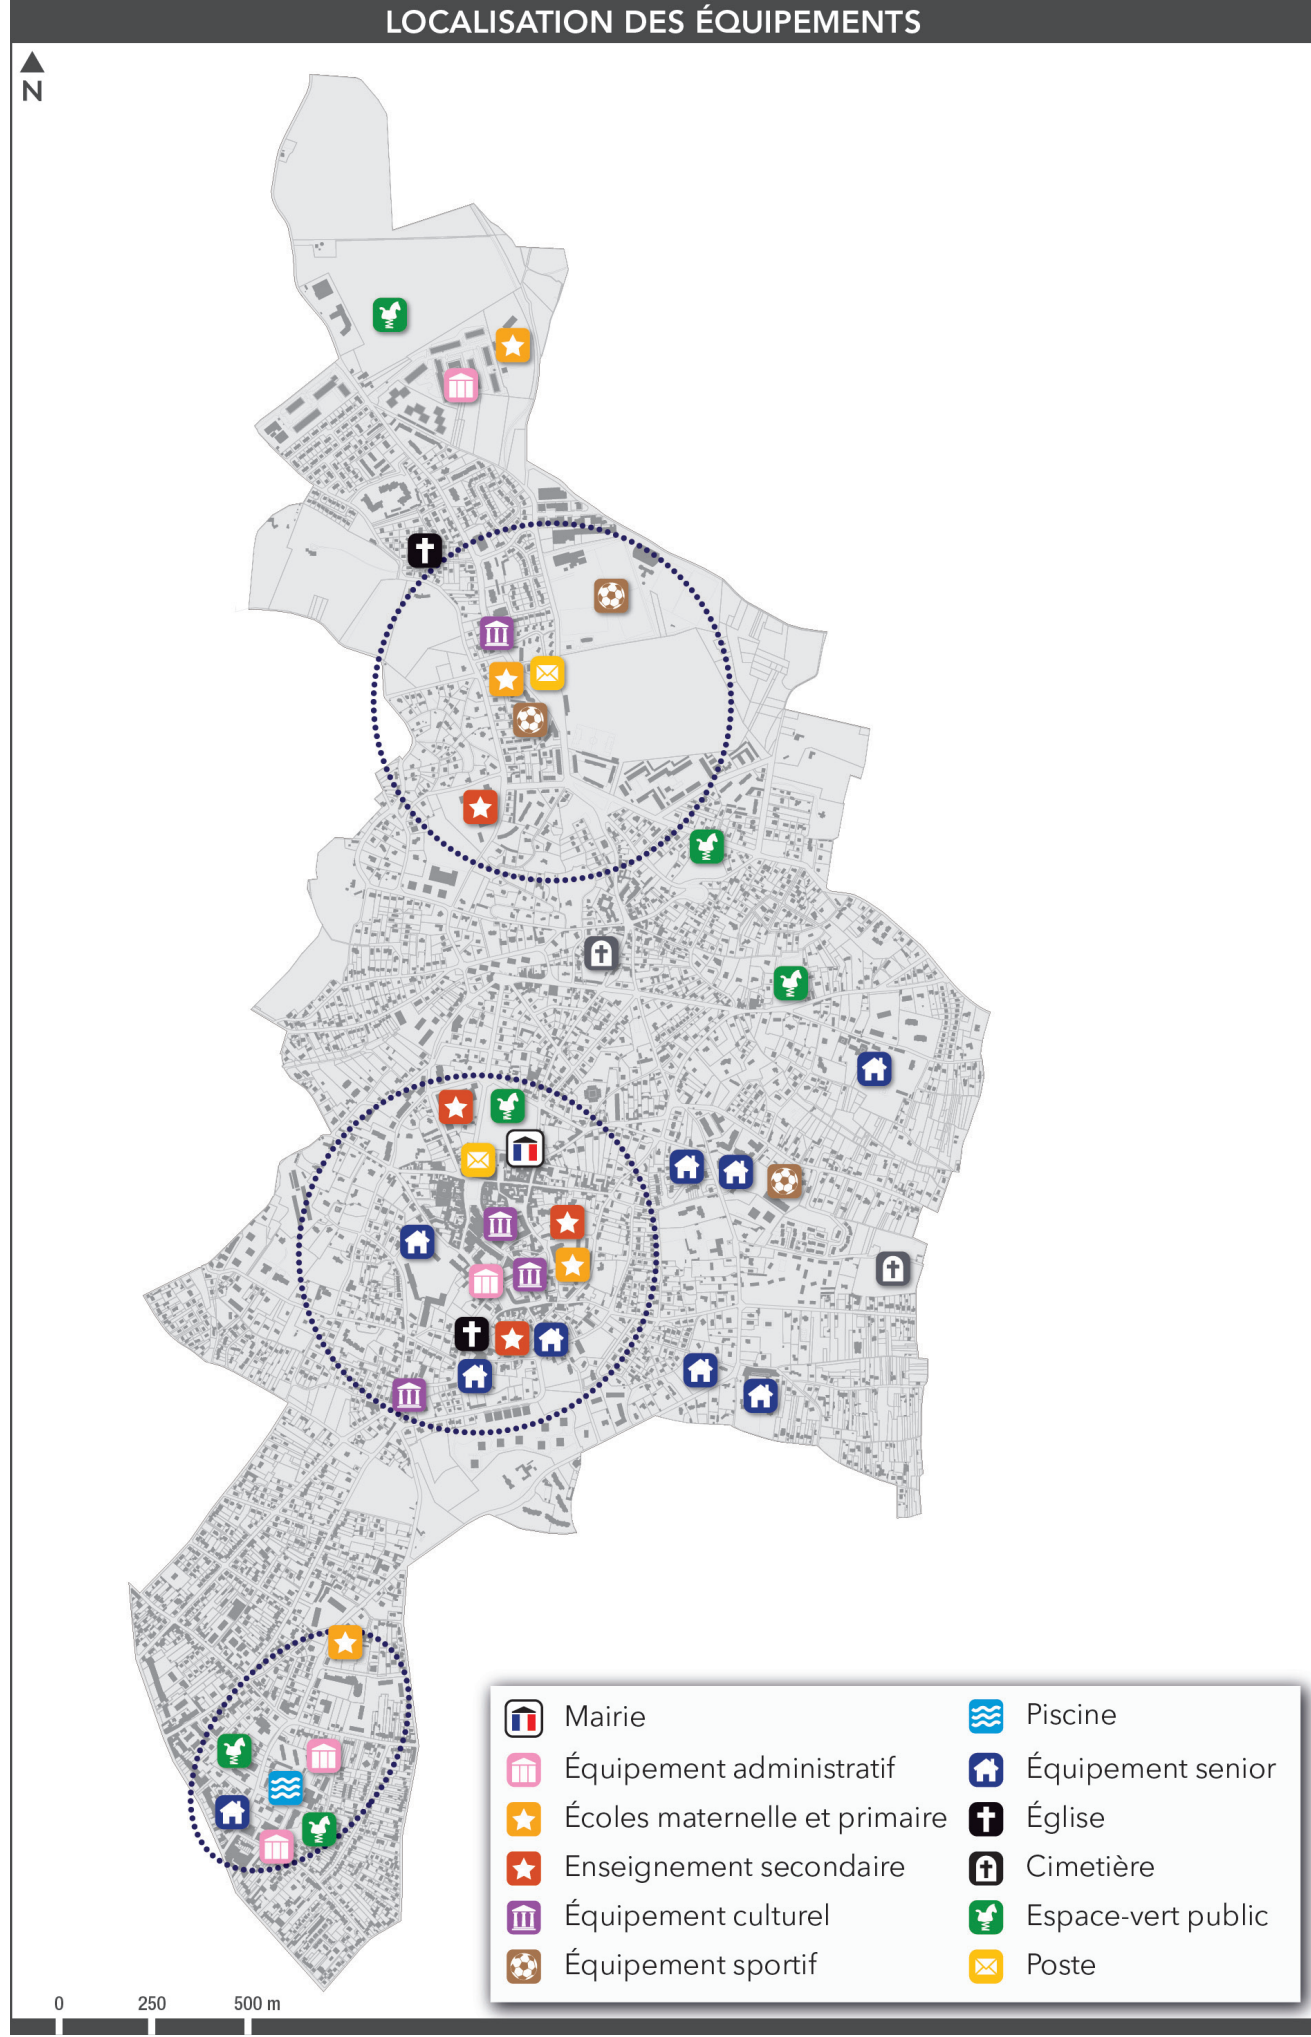 LOCALISATION DES ÉQUIPEMENTS
N
Mairie
Équipement administratif
Écoles maternelle et primaire
Enseignement secondaire
Équipement culturel
Équipement sportif
Piscine
Équipement senior
Église
Cimetière
Espace-vert public
Poste
0 250 500 m